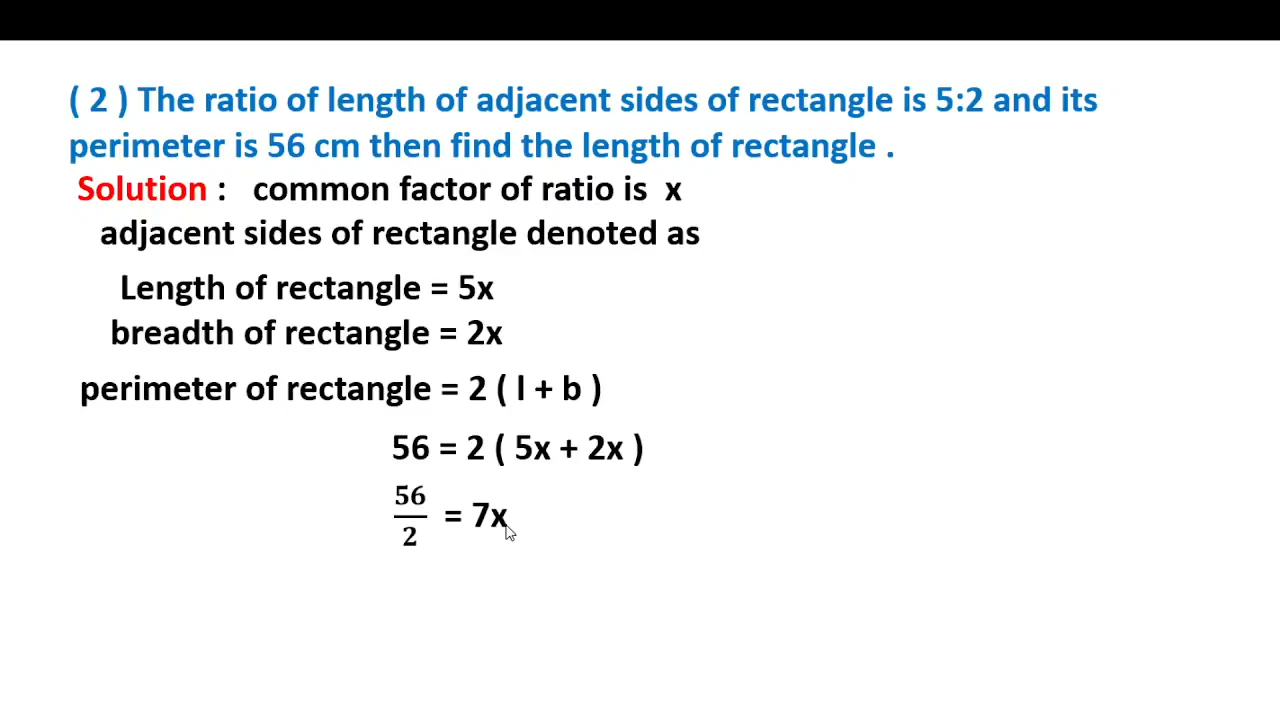 ( 2 ) The ratio of length of adjacent sides of rectangle is 5:2 and its
perimeter is 56 cm then find the length of rectangle .
Solution : common factor of ratio is x
adjacent sides of rectangle denoted as
Length of rectangle = 5x
breadth of rectangle = 2x
perimeter of rectangle = 2 ( l + b )
56 = 2 ( 5x + 2x )
56/2 = 7x